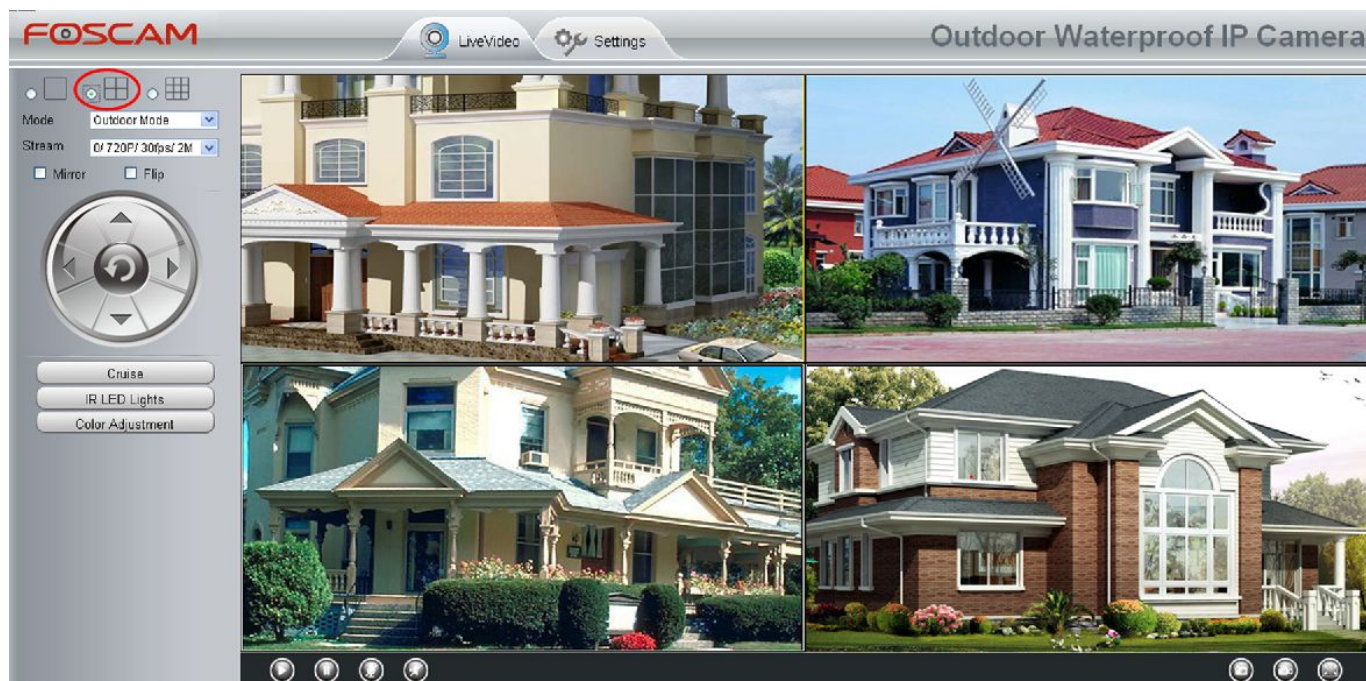 FOSCAM
LiveVideo
Settings
Outdoor Waterproof IP Camera
Mode
Outdoor Mode
Stream
0/ 720P/ 30fps/ 2M
Mirror
Flip
Cruise
IR LED Lights
Color Adjustment